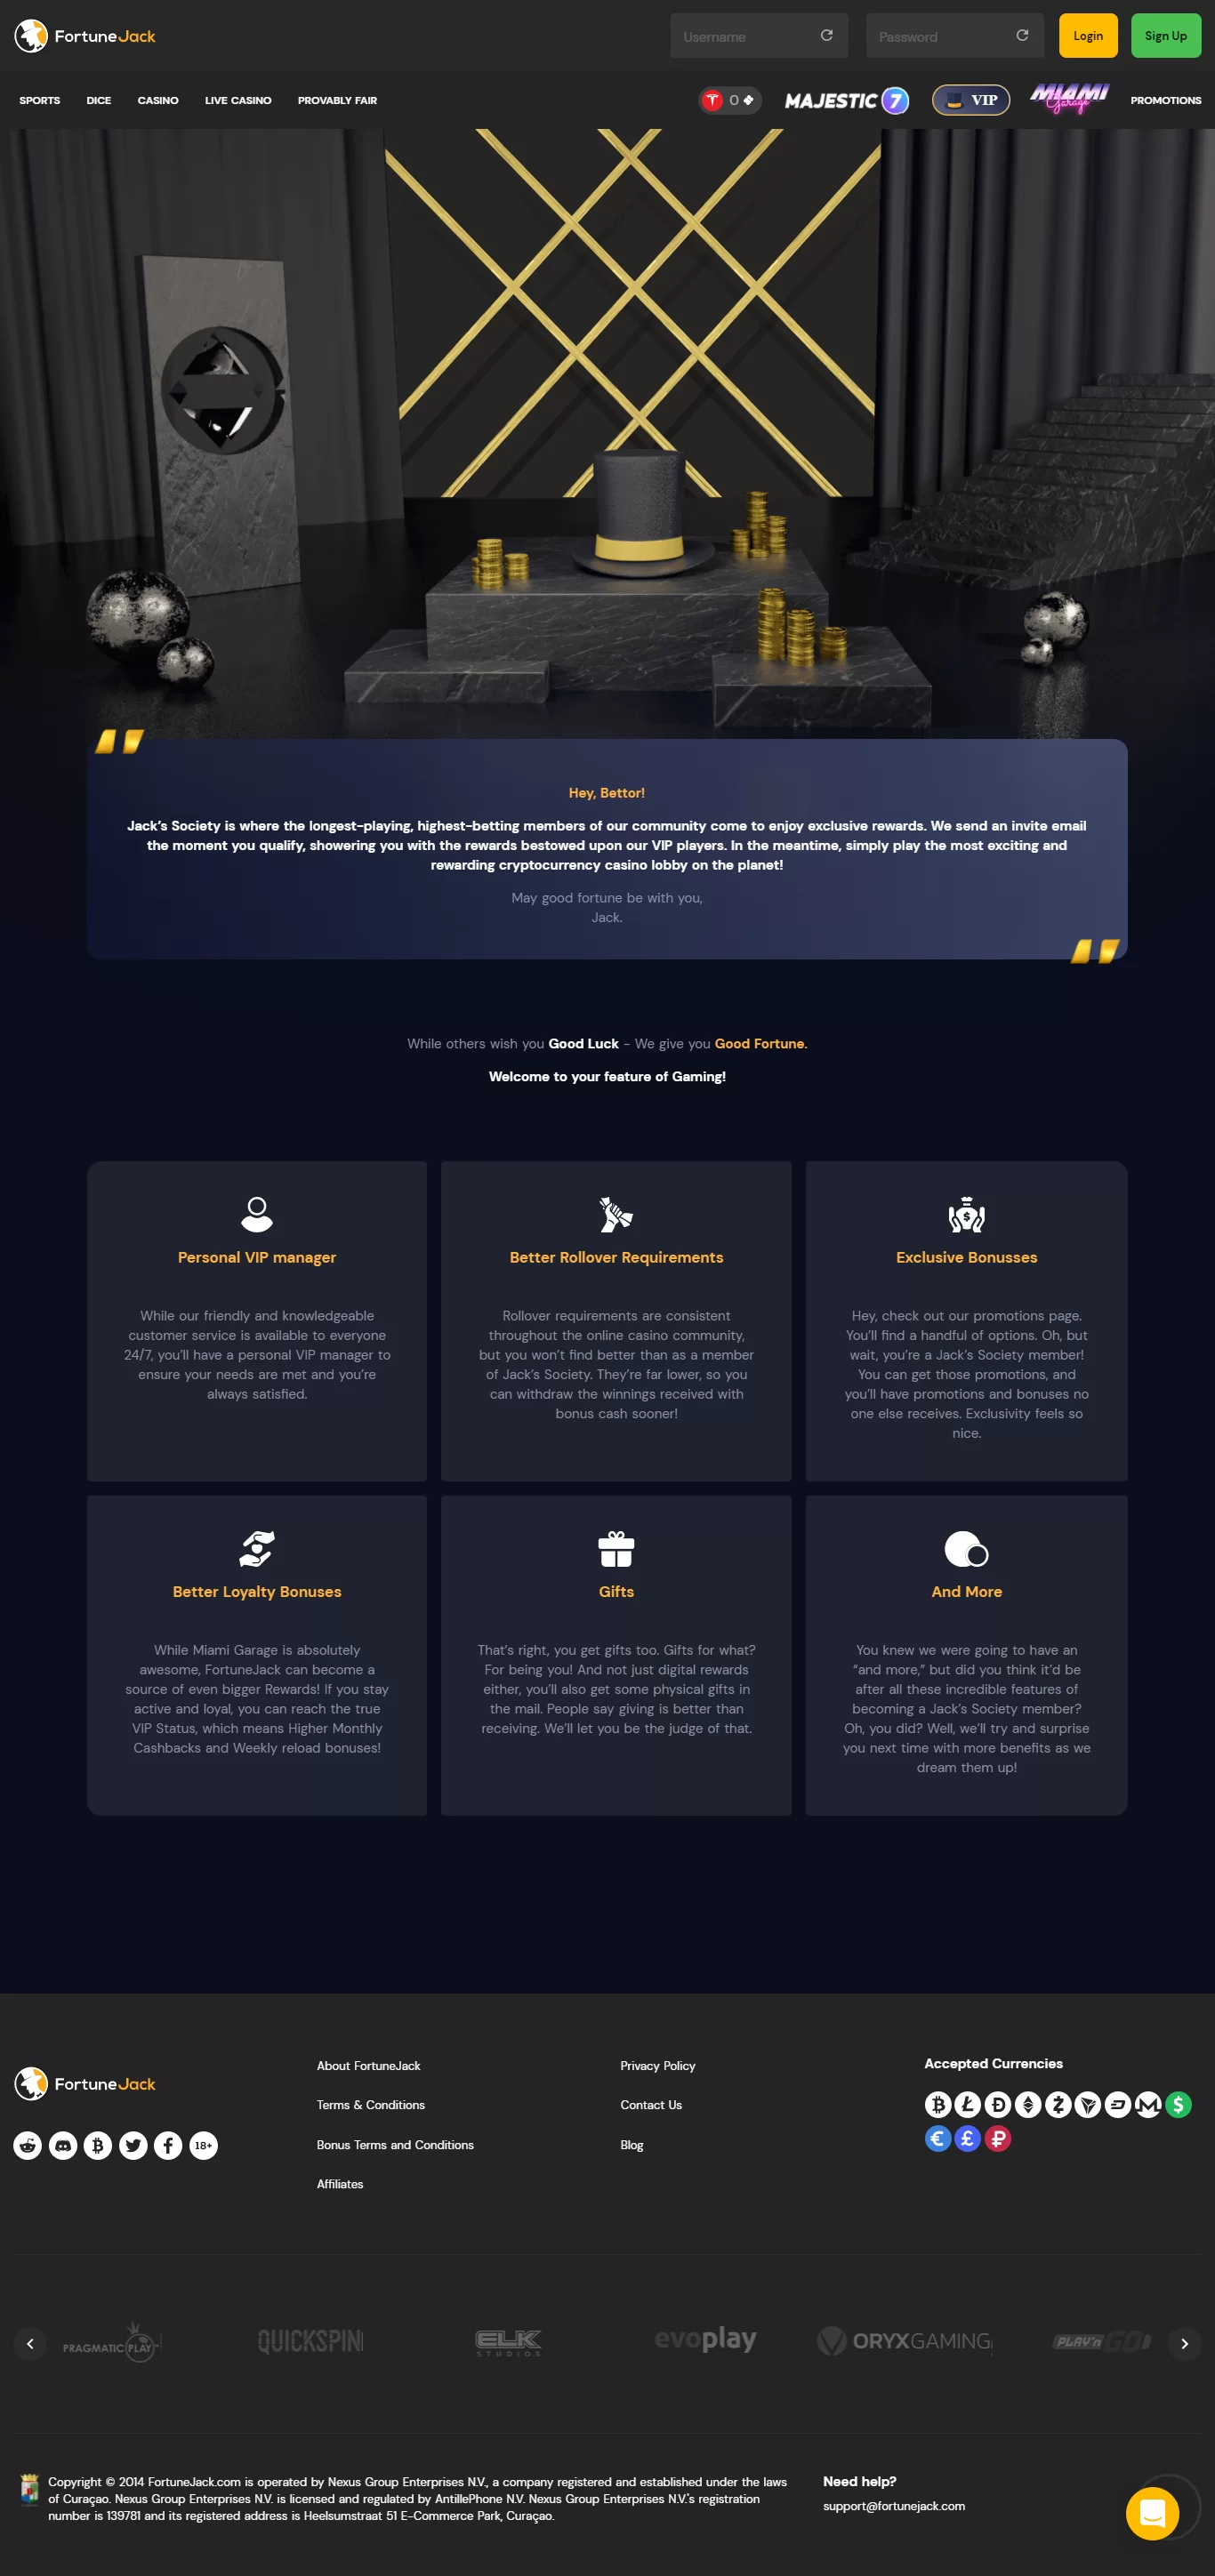 FortuneJack
Username
Password
Login
Sign Up
SPORTS
DICE
CASINO
LIVE CASINO
PROVABLY FAIR
0
MAJESTIC 7
VIP
MIAMI
Garage
PROMOTIONS
Hey, Bettor!
Jack’s Society is where the longest-playing, highest-betting members of our community come to enjoy exclusive rewards. We send an invite email
the moment you qualify, showering you with the rewards bestowed upon our VIP players. In the meantime, simply play the most exciting and
rewarding cryptocurrency casino lobby on the planet!
May good fortune be with you,
Jack.
While others wish you Good Luck - We give you Good Fortune.
Welcome to your feature of Gaming!
Personal VIP manager
While our friendly and knowledgeable
customer service is available to everyone
24/7, you’ll have a personal VIP manager to
ensure your needs are met and you’re
always satisfied.
Better Rollover Requirements
Rollover requirements are consistent
throughout the online casino community,
but you won’t find better than as a member
of Jack’s Society. They’re far lower, so you
can withdraw the winnings received with
bonus cash sooner!
Exclusive Bonusses
Hey, check out our promotions page.
You’ll find a handful of options. Oh, but
wait, you’re a Jack’s Society member!
You can get those promotions, and
you’ll have promotions and bonuses no
one else receives. Exclusivity feels so
nice.
Better Loyalty Bonuses
While Miami Garage is absolutely
awesome, FortuneJack can become a
source of even bigger Rewards! If you stay
active and loyal, you can reach the true
VIP Status, which means Higher Monthly
Cashbacks and Weekly reload bonuses!
Gifts
That’s right, you get gifts too. Gifts for what?
For being you! And not just digital rewards
either, you’ll also get some physical gifts in
the mail. People say giving is better than
receiving. We’ll let you be the judge of that.
And More
You knew we were going to have an
“and more,” but did you think it’d be
after all these incredible features of
becoming a Jack’s Society member?
Oh, you did? Well, we’ll try and surprise
you next time with more benefits as we
dream them up!
FortuneJack
18+
About FortuneJack
Terms & Conditions
Bonus Terms and Conditions
Affiliates
Privacy Policy
Contact Us
Blog
Accepted Currencies
PRAGMATIC PLAY
QUICKSPIN
ELK
STUDIOS
evoplay
ORYXGAMING
PLAY'n GO
Copyright © 2014 FortuneJack.com is operated by Nexus Group Enterprises N.V., a company registered and established under the laws
of Curaçao. Nexus Group Enterprises N.V. is licensed and regulated by AntillePhone N.V. Nexus Group Enterprises N.V.'s registration
number is 139781 and its registered address is Heelsumstraat 51 E-Commerce Park, Curaçao.
Need help?
support@fortunejack.com